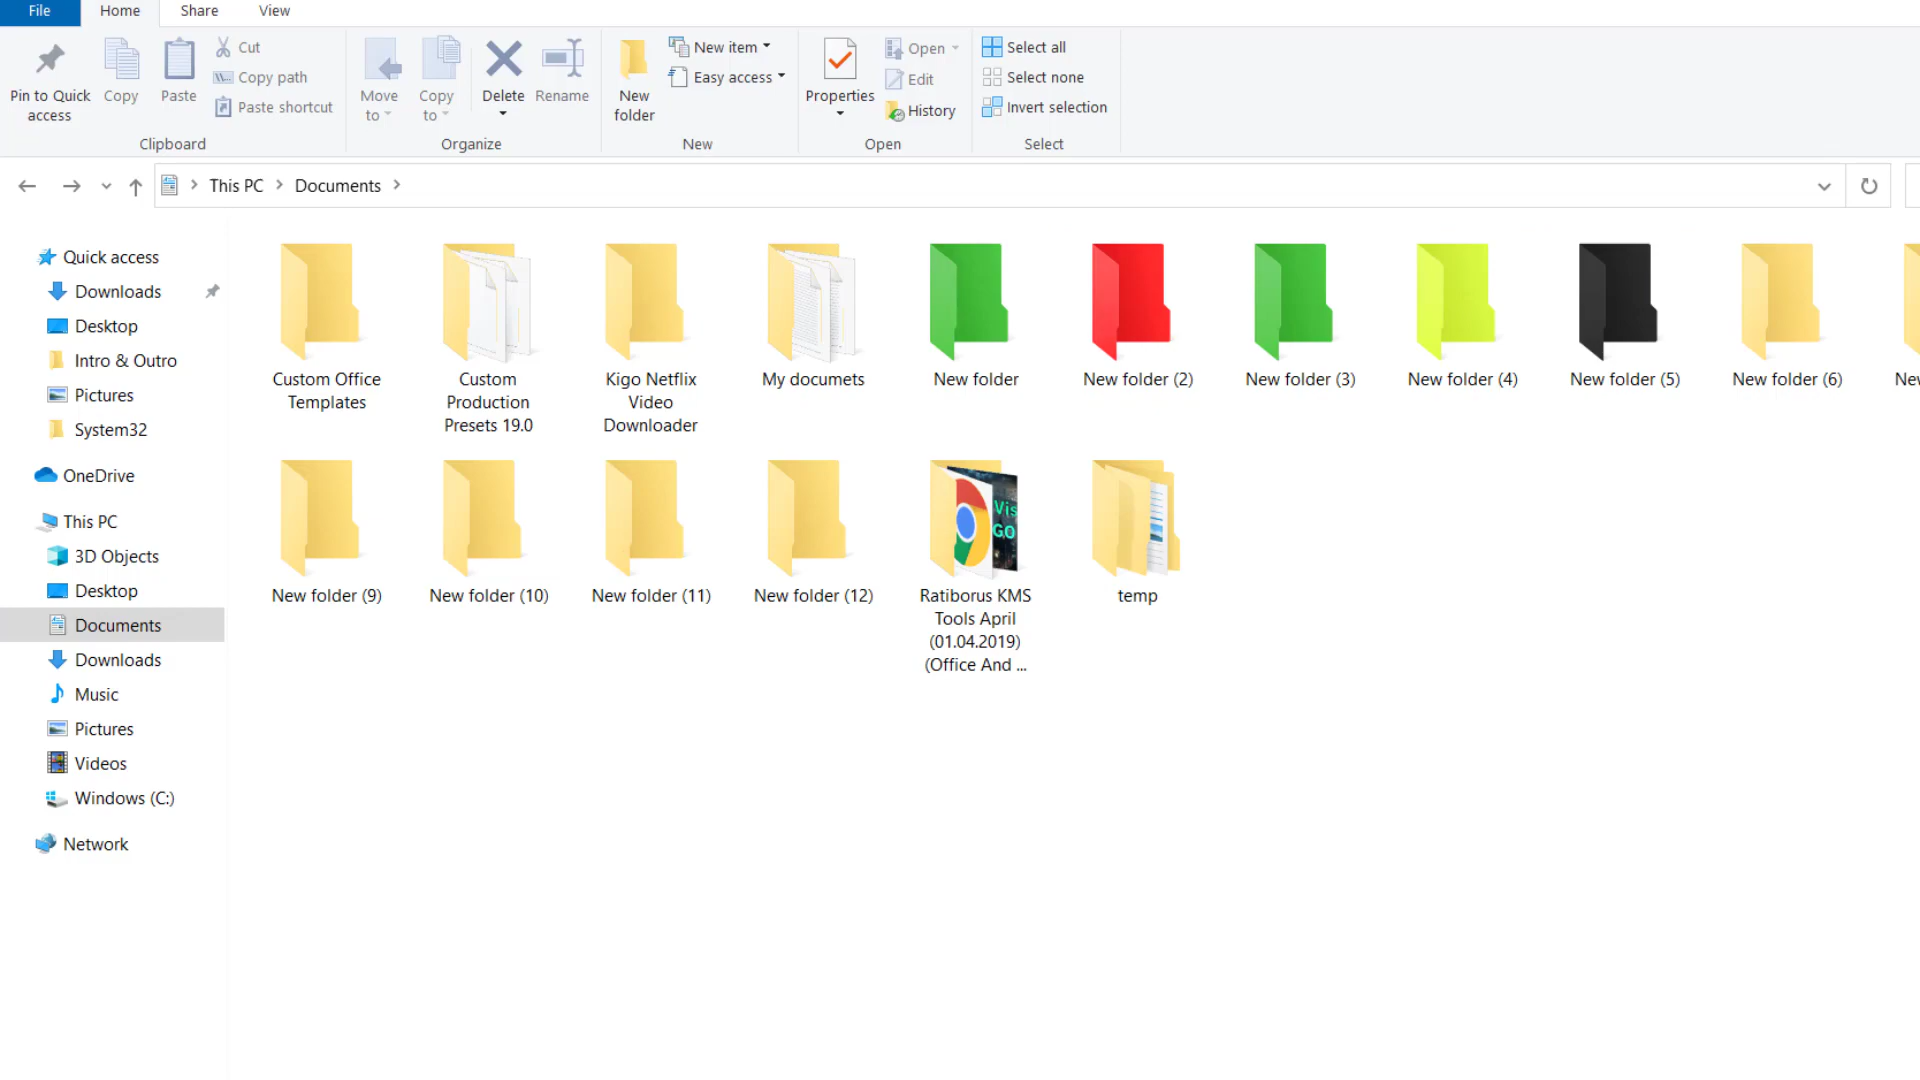 File Home Share View
Pin to Quick access
Copy
Paste
Cut
Copy path
Paste shortcut
Clipboard
Move to
Copy to
Delete
Rename
Organize
New folder
New item
Easy access
New
Properties
Open
Edit
History
Open
Select all
Select none
Invert selection
Select
This PC Documents
Quick access
Downloads
Desktop
Intro & Outro
Pictures
System32
OneDrive
This PC
3D Objects
Desktop
Documents
Downloads
Music
Pictures
Videos
Windows (C:)
Network
Custom Office
Templates
Custom
Production
Presets 19.0
Kigo Netflix
Video
Downloader
My documets
New folder
New folder (2)
New folder (3)
New folder (4)
New folder (5)
New folder (6)
New folder (9)
New folder (10)
New folder (11)
New folder (12)
Vis
GO
Ratiborus KMS
Tools April
(01.04.2019)
(Office And ...
temp